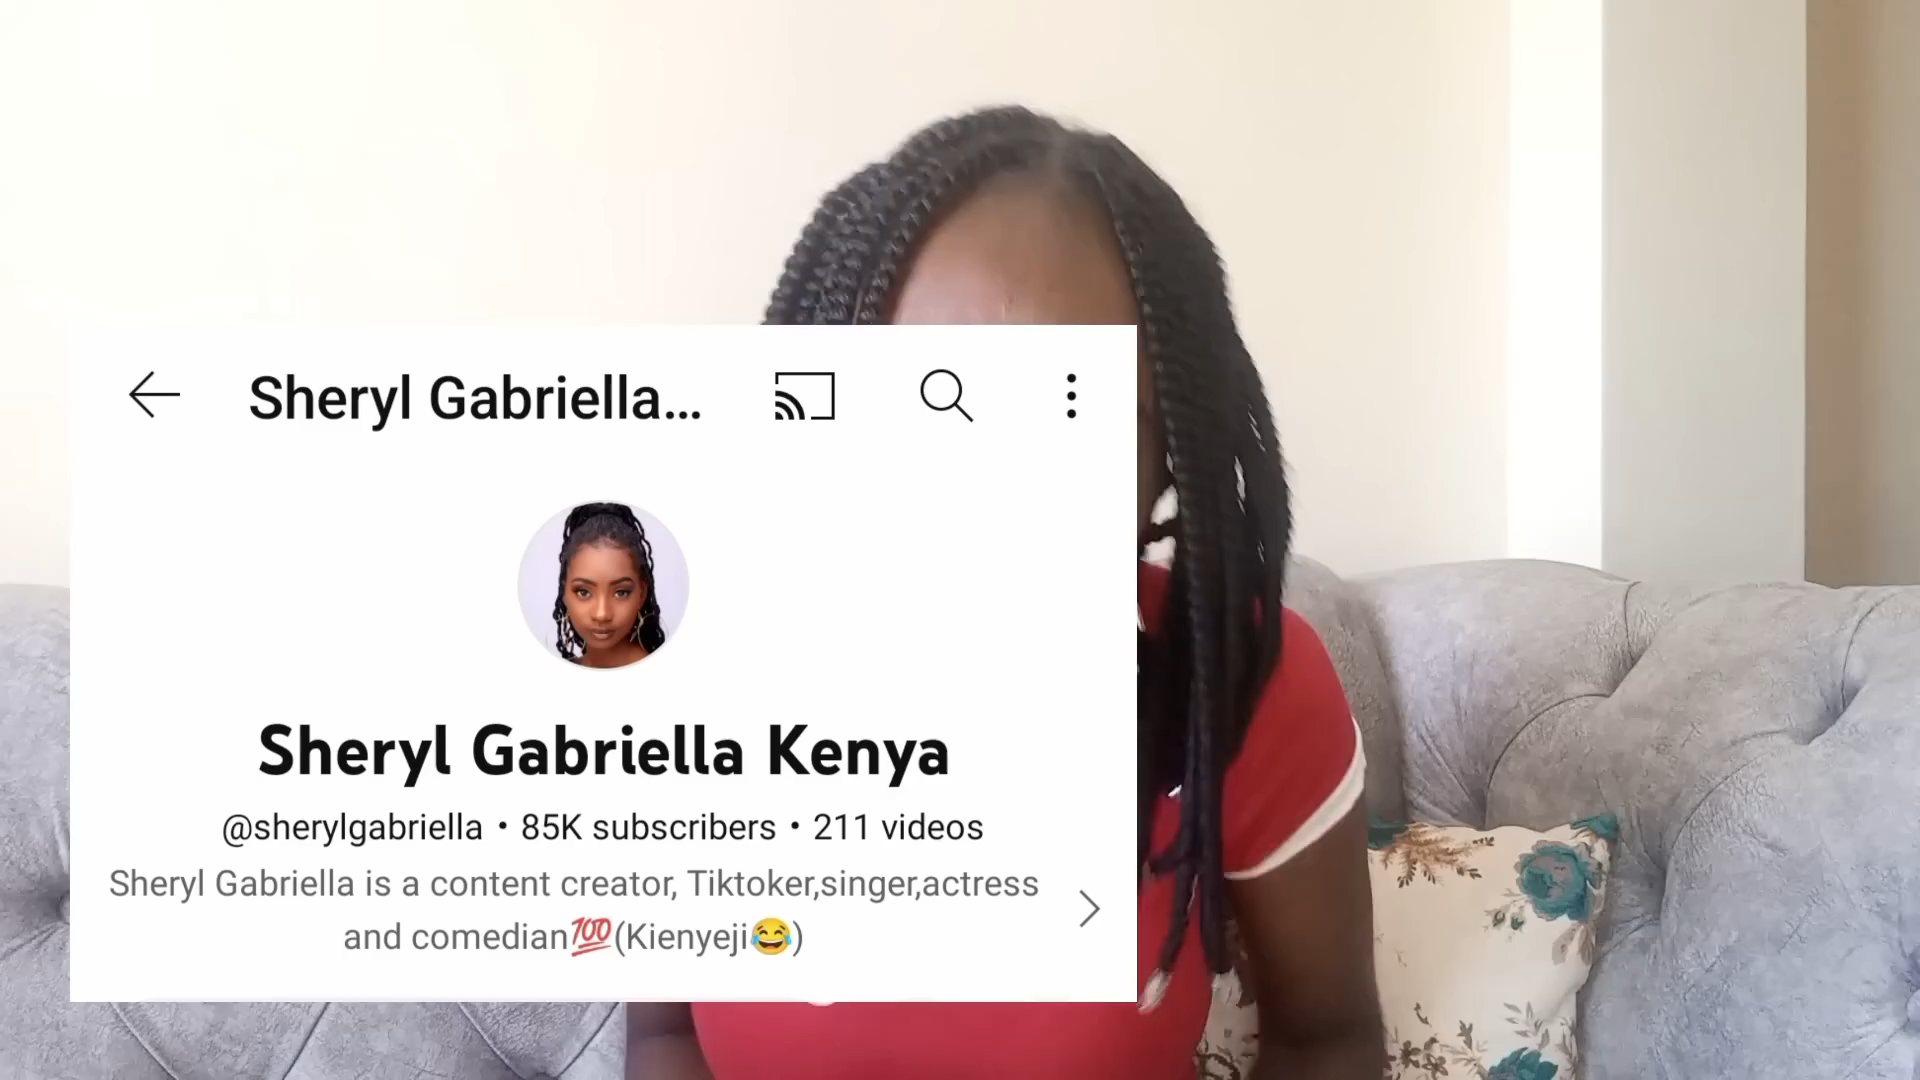 Sheryl Gabriella...
Sheryl Gabriella Kenya
@sherylgabriella • 85K subscribers • 211 videos
Sheryl Gabriella is a content creator, Tiktoker,singer,actress
and comedian💯(Kienyeji😂)